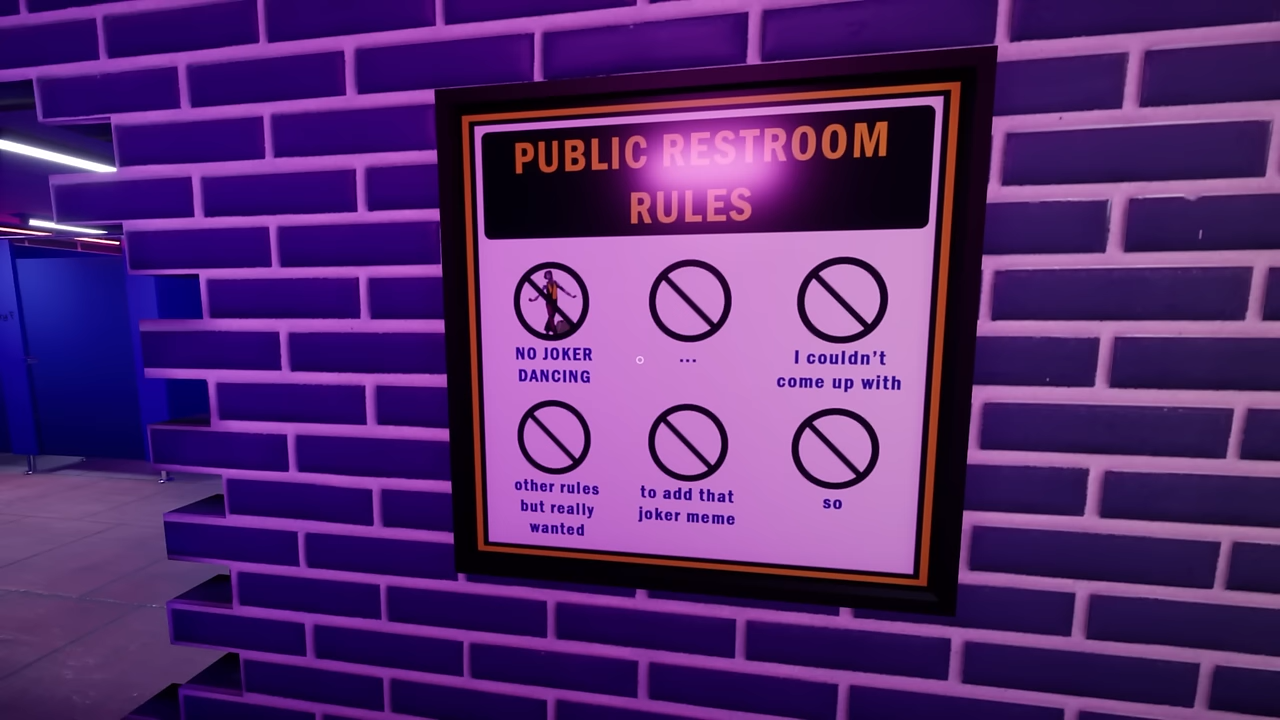 PUBLIC RESTROOM
RULES
NO JOKER
DANCING
...
I couldn't
come up with
other rules
but really
wanted
to add that
joker meme
so